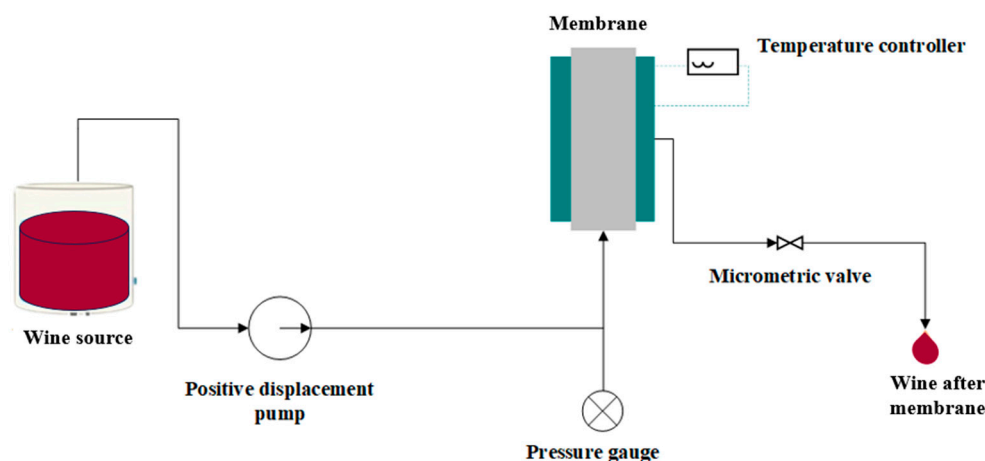 Membrane
Temperature controller
Wine source
Micrometric valve
Positive displacement
pump
Wine after
membrane
Pressure gauge